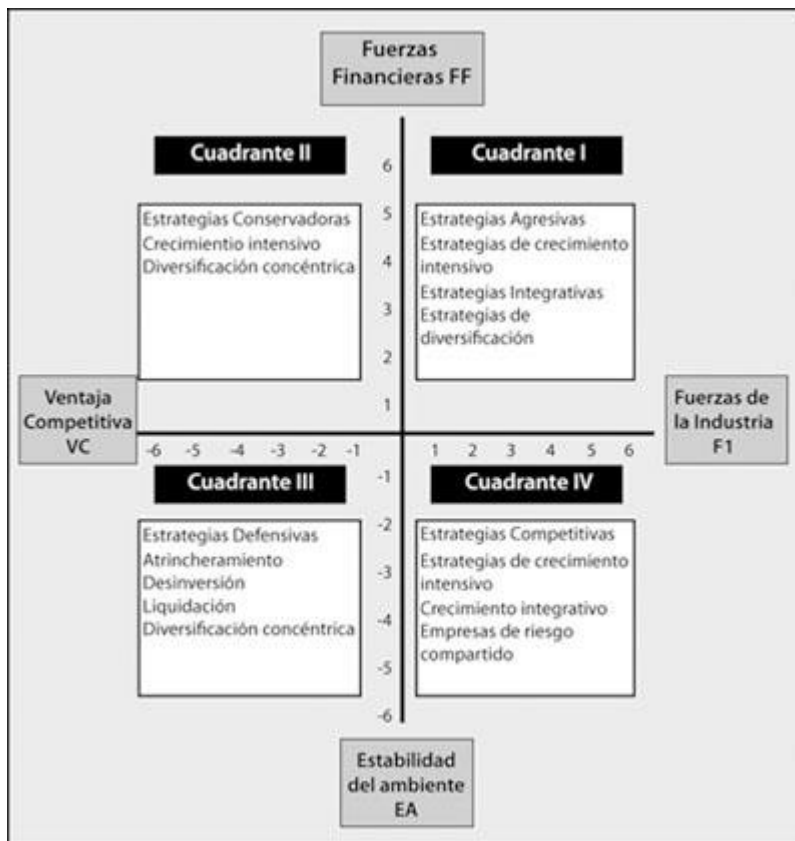 Fuerzas
Financieras FF
Cuadrante II
Cuadrante I
6
5
4
3
2
1
Estrategias Conservadoras
Crecimientio intensivo
Diversificación concéntrica
Estrategias Agresivas
Estrategias de crecimiento
intensivo
Estrategias Integrativas
Estrategias de
diversificación
Ventaja
Competitiva
VC
Fuerzas de
la Industria
F1
-6 -5 -4 -3 -2 -1 1 2 3 4 5 6
Cuadrante III
Cuadrante IV
-1
-2
-3
-4
-5
-6
Estrategias Defensivas
Atrincheramiento
Desinversión
Liquidación
Diversificación concéntrica
Estrategias Competitivas
Estrategias de crecimiento
intensivo
Crecimiento integrativo
Empresas de riesgo
compartido
Estabilidad
del ambiente
EA